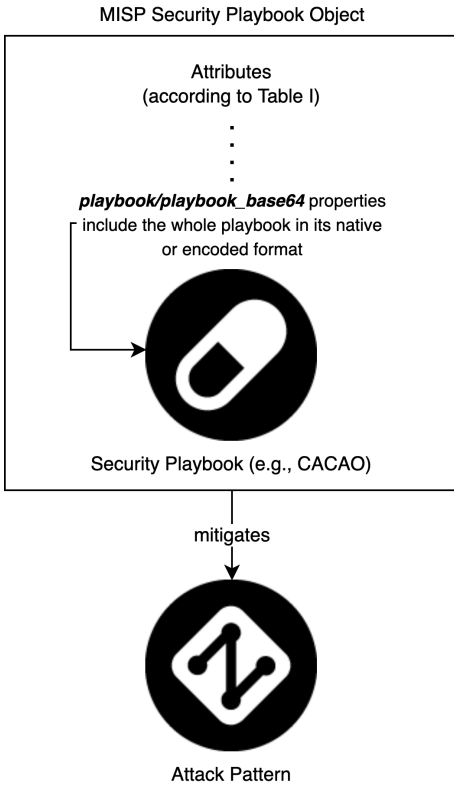 MISP Security Playbook Object
Attributes
(according to Table I)
playbook/playbook_base64 properties
include the whole playbook in its native
or encoded format
Security Playbook (e.g., CACAO)
mitigates
Attack Pattern